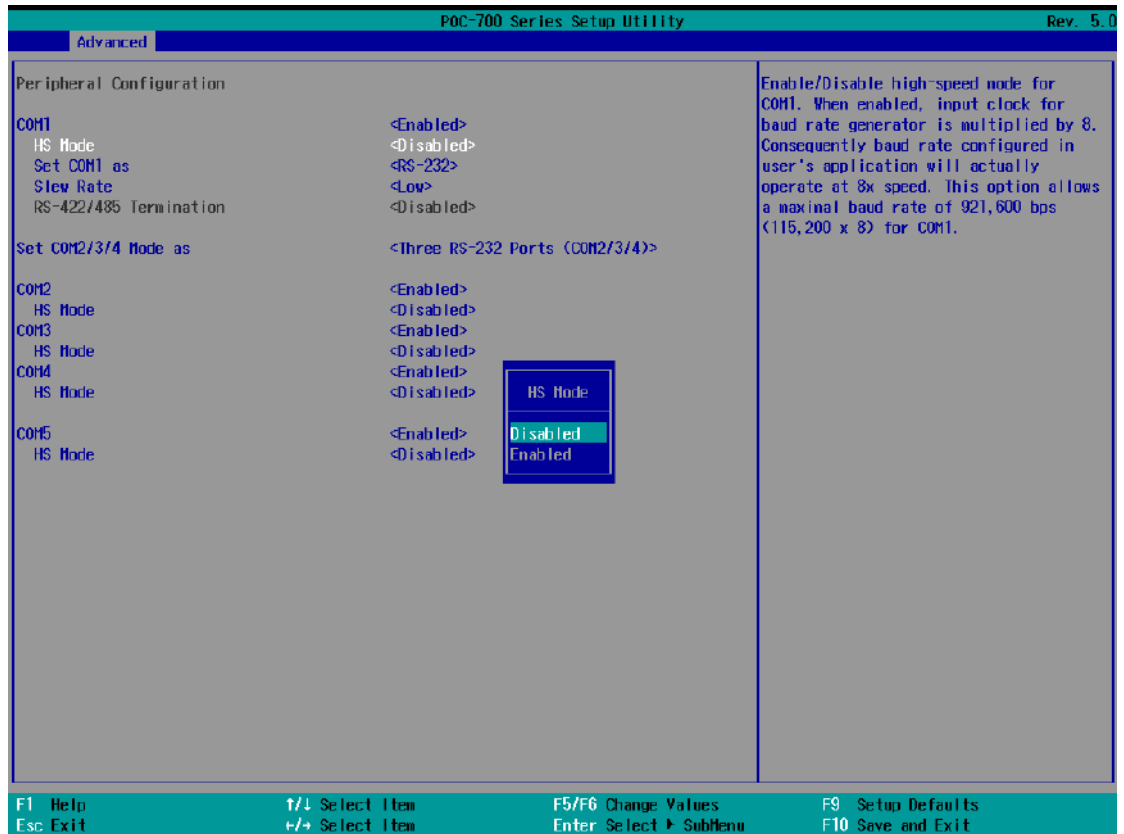 POC-700 Series Setup Utility Rev. 5.0
Advanced
Peripheral Configuration
COM1 <Enabled>
HS Mode <Disabled>
Set COM1 as <RS-232>
Slew Rate <Low>
RS-422/485 Termination <Disabled>
Set COM2/3/4 Mode as <Three RS-232 Ports (COM2/3/4)>
COM2 <Enabled>
HS Mode <Disabled>
COM3 <Enabled>
HS Mode <Disabled>
COM4 <Enabled>
HS Mode <Disabled>
COM5 <Enabled>
HS Mode <Disabled>
HS Mode
Disabled
Enabled
Enable/Disable high-speed mode for
COM1. When enabled, input clock for
baud rate generator is multiplied by 8.
Consequently baud rate configured in
user's application will actually
operate at 8x speed. This option allows
a maximal baud rate of 921,600 bps
(115,200 x 8) for COM1.
F1 Help ↑/↓ Select Item F5/F6 Change Values F9 Setup Defaults
Esc Exit ←/→ Select Item Enter Select ▶ SubMenu F10 Save and Exit